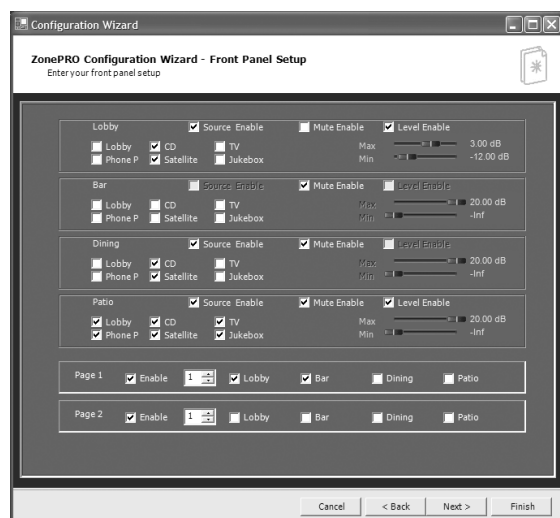 Configuration Wizard
ZonePRO Configuration Wizard - Front Panel Setup
Enter your front panel setup
Lobby Source Enable Mute Enable Level Enable
Lobby CD TV Max 3.00 dB
Phone P Satellite Jukebox Min -12.00 dB
Bar Source Enable Mute Enable Level Enable
Lobby CD TV Max 20.00 dB
Phone P Satellite Jukebox Min -Inf
Dining Source Enable Mute Enable Level Enable
Lobby CD TV Max 20.00 dB
Phone P Satellite Jukebox Min -Inf
Patio Source Enable Mute Enable Level Enable
Lobby CD TV Max 20.00 dB
Phone P Satellite Jukebox Min -Inf
Page 1 Enable 1 Lobby Bar Dining Patio
Page 2 Enable 1 Lobby Bar Dining Patio
Cancel < Back Next > Finish